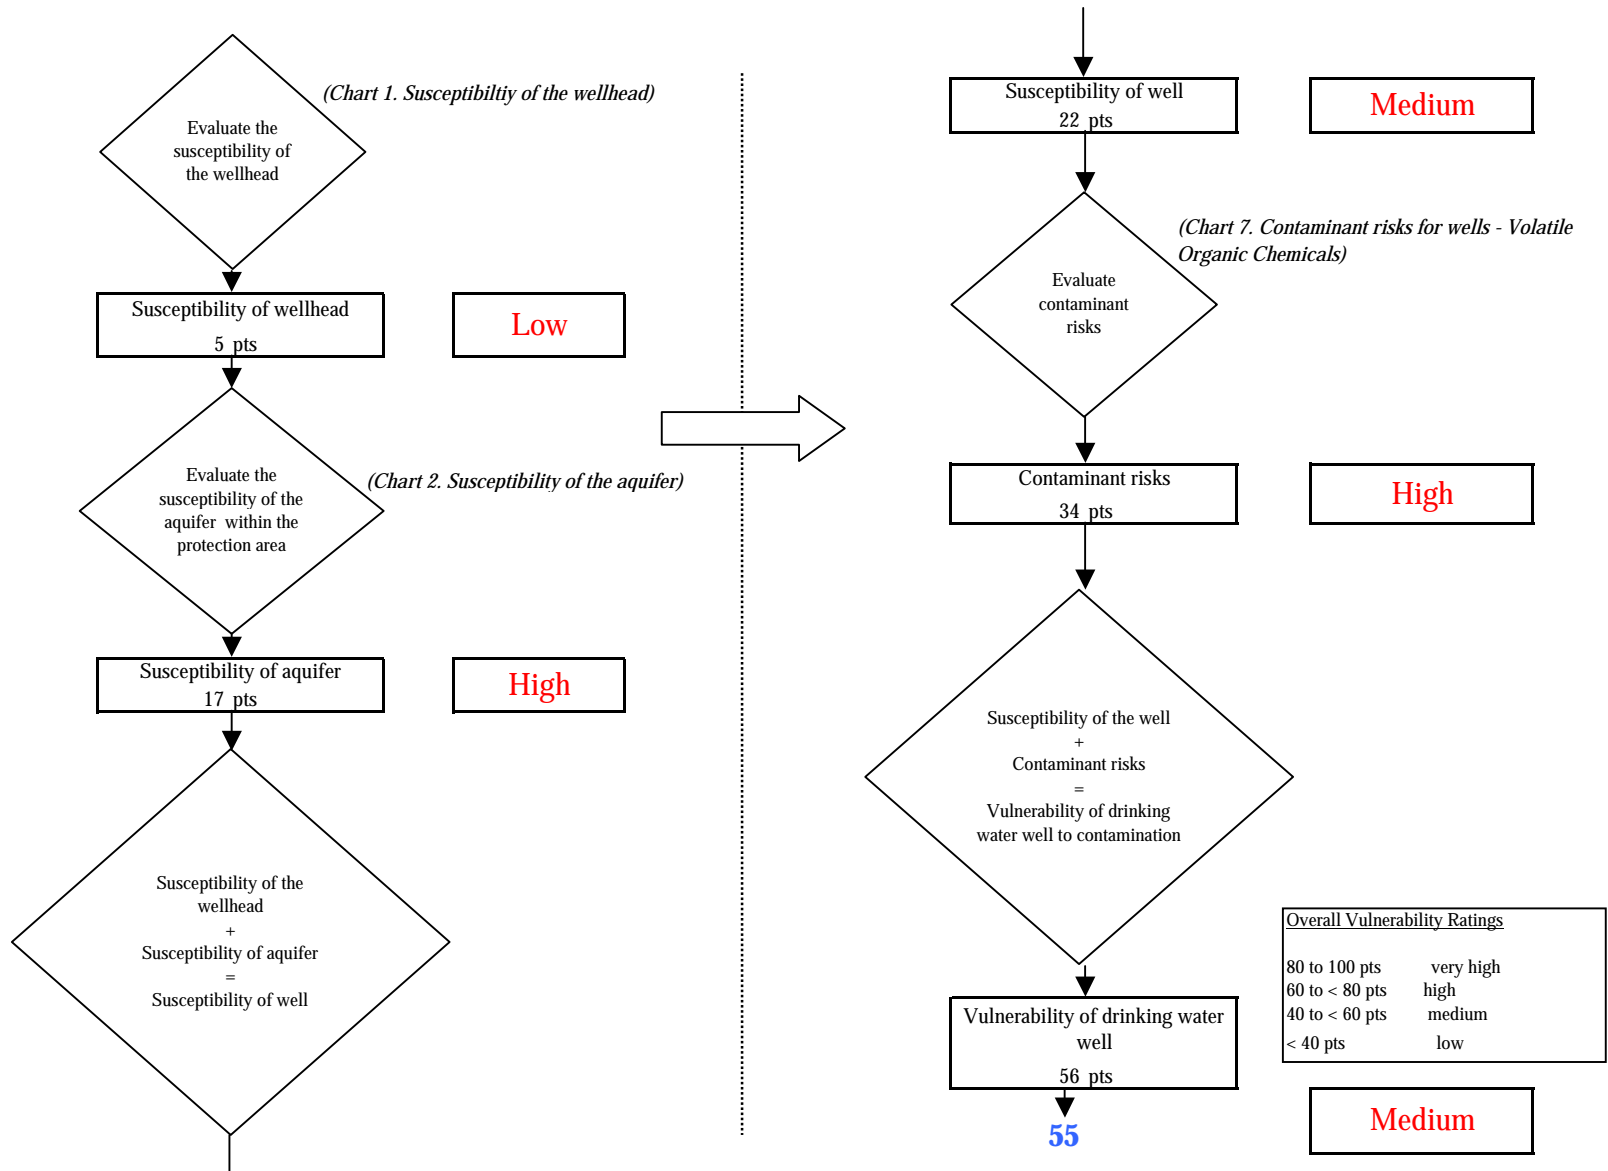 (Chart 1. Susceptibiltiy of the wellhead)
Evaluate the
susceptibility of
the wellhead
Susceptibility of wellhead
5 pts
Low
Evaluate the
susceptibility of the
aquifer within the
protection area
(Chart 2. Susceptibility of the aquifer)
Susceptibility of aquifer
17 pts
High
Susceptibility of the
wellhead
+
Susceptibility of aquifer
=
Susceptibility of well
Susceptibility of well
22 pts
Medium
(Chart 7. Contaminant risks for wells - Volatile
Organic Chemicals)
Evaluate
contaminant
risks
Contaminant risks
34 pts
High
Susceptibility of the well
+
Contaminant risks
=
Vulnerability of drinking
water well to contamination
Vulnerability of drinking water
well
56 pts
55
Overall Vulnerability Ratings
80 to 100 pts very high
60 to < 80 pts high
40 to < 60 pts medium
< 40 pts low
Medium